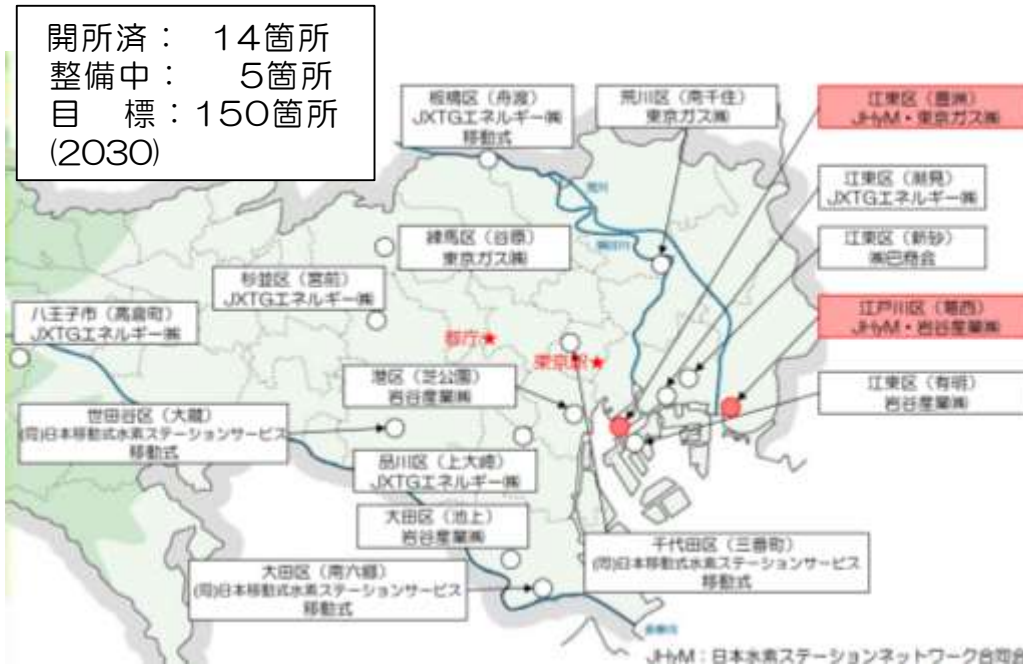 開所済： 14箇所
整備中： 5箇所
目 標：150箇所
(2030)
板橋区（舟渡）
JXTGエネルギー㈱
移動式
荒川区（南千住）
東京ガス㈱
江東区（豊洲）
JHyM・東京ガス㈱
江東区（潮見）
JXTGエネルギー㈱
荒川
隅田川
練馬区（谷原）
東京ガス㈱
江東区（新砂）
㈱巴商会
杉並区（宮前）
JXTGエネルギー㈱
八王子市（高倉町）
JXTGエネルギー㈱
江戸川区（葛西）
JHyM・岩谷産業㈱
都庁★
東京駅★
港区（芝公園）
岩谷産業㈱
江東区（有明）
岩谷産業㈱
世田谷区（大蔵）
(同)日本移動式水素ステーションサービス
移動式
品川区（上大崎）
JXTGエネルギー㈱
大田区（池上）
岩谷産業㈱
千代田区（三番町）
(同)日本移動式水素ステーションサービス
移動式
大田区（南六郷）
(同)日本移動式水素ステーションサービス
移動式
多摩川
JHyM：日本水素ステーションネットワーク合同会